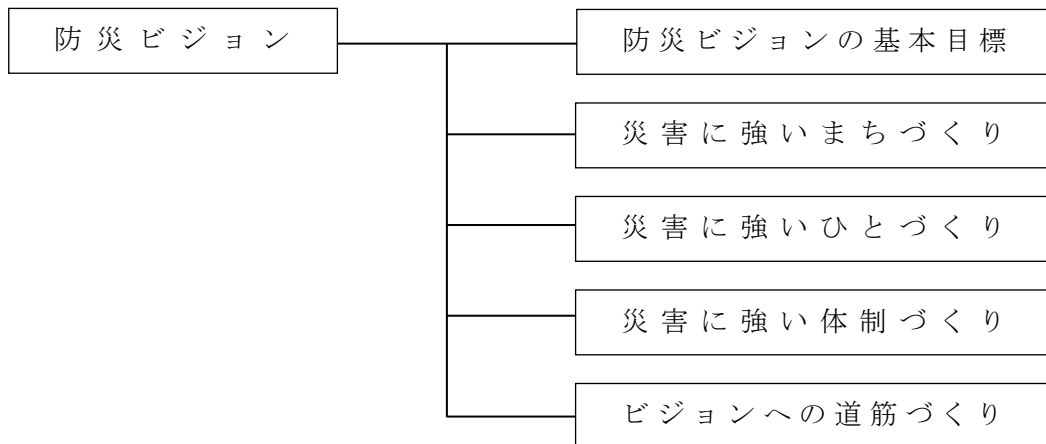 防災ビジョン
防災ビジョンの基本目標
災害に強いまちづくり
災害に強いひとづくり
災害に強い体制づくり
ビジョンへの道筋づくり